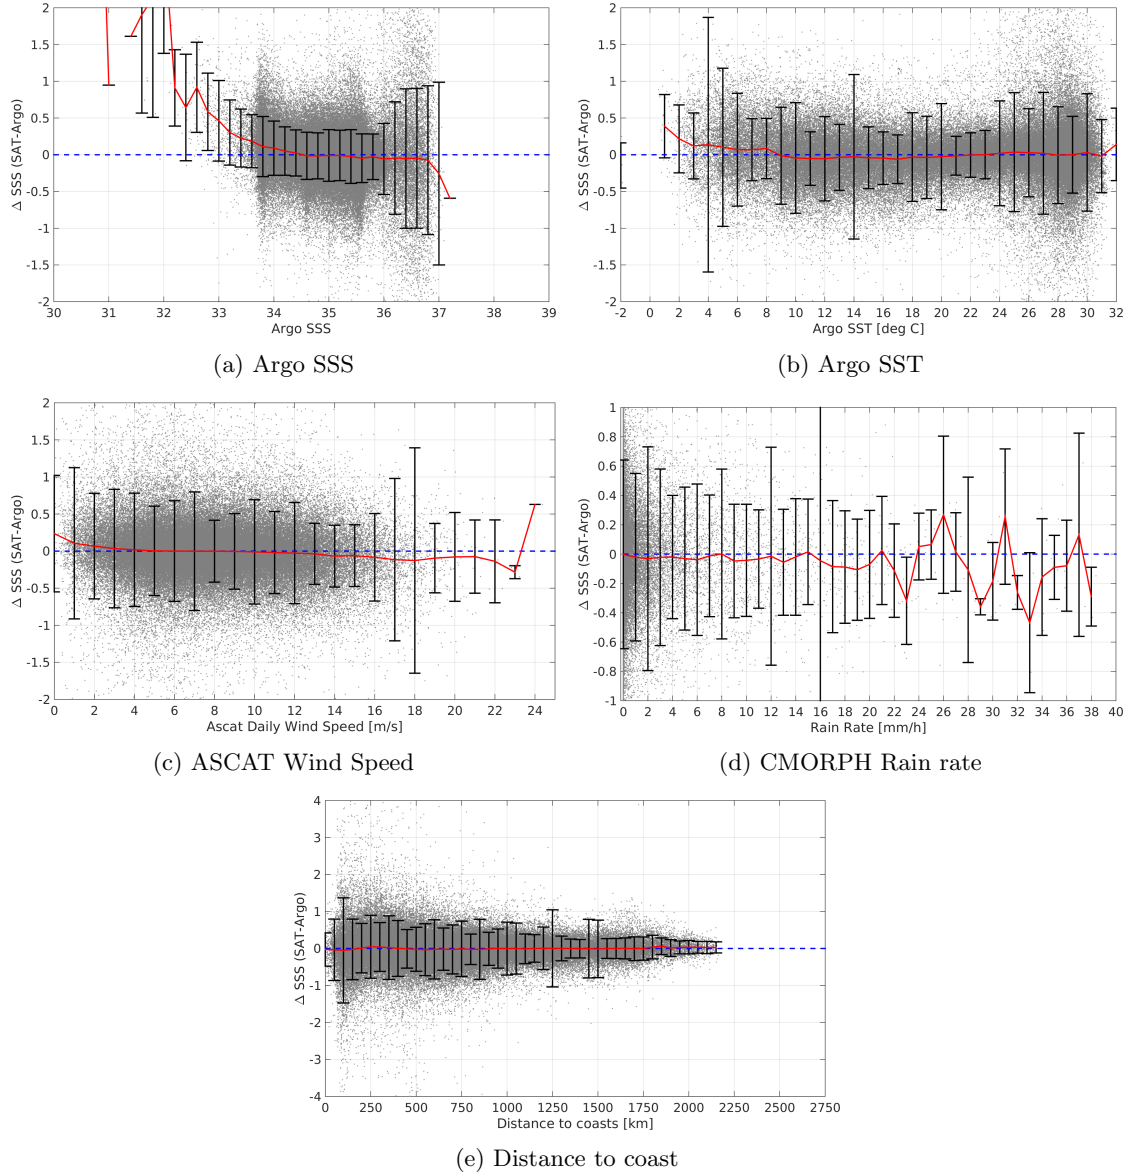 2
1.5
1
0.5
0
-0.5
-1
-1.5
-2
Δ SSS (SAT-Argo)
30 31 32 33 34 35 36 37 38 39
Argo SSS
(a) Argo SSS
2
1.5
1
0.5
0
-0.5
-1
-1.5
-2
Δ SSS (SAT-Argo)
-2 0 2 4 6 8 10 12 14 16 18 20 22 24 26 28 30 32
Argo SST [deg C]
(b) Argo SST
2
1.5
1
0.5
0
-0.5
-1
-1.5
-2
Δ SSS (SAT-Argo)
0 2 4 6 8 10 12 14 16 18 20 22 24
Ascat Daily Wind Speed [m/s]
(c) ASCAT Wind Speed
1
0.8
0.6
0.4
0.2
0
-0.2
-0.4
-0.6
-0.8
-1
Δ SSS (SAT-Argo)
0 2 4 6 8 10 12 14 16 18 20 22 24 26 28 30 32 34 36 38 40
Rain Rate [mm/h]
(d) CMORPH Rain rate
4
3
2
1
0
-1
-2
-3
-4
Δ SSS (SAT-Argo)
0 250 500 750 1000 1250 1500 1750 2000 2250 2500 2750
Distance to coasts [km]
(e) Distance to coast